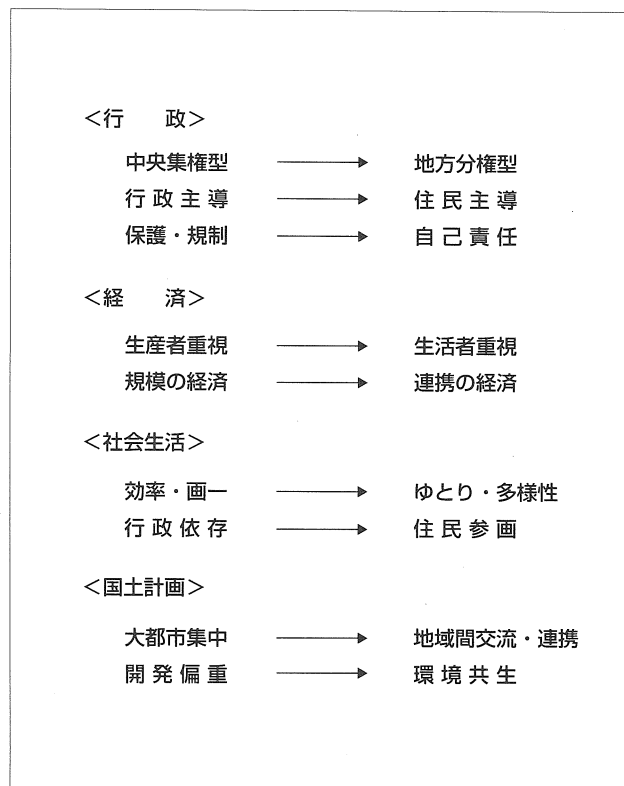 <行　　政>
中央集権型 → 地方分権型
行政主導 → 住民主導
保護・規制 → 自己責任
<経　　済>
生産者重視 → 生活者重視
規模の経済 → 連携の経済
<社会生活>
効率・画一 → ゆとり・多様性
行政依存 → 住民参画
<国土計画>
大都市集中 → 地域間交流・連携
開発偏重 → 環境共生